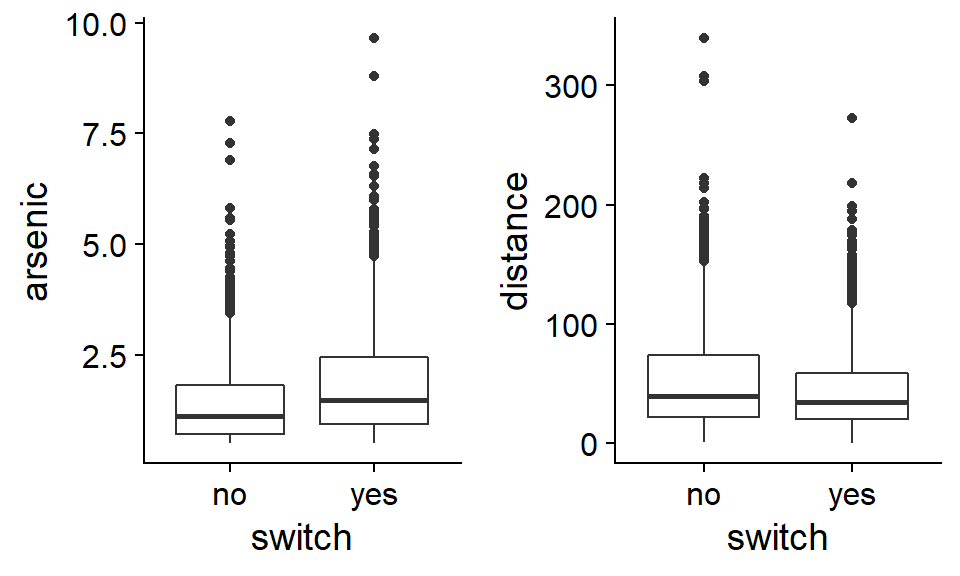 arsenic
10.0
7.5
5.0
2.5
no yes
switch
distance
300
200
100
0
no yes
switch